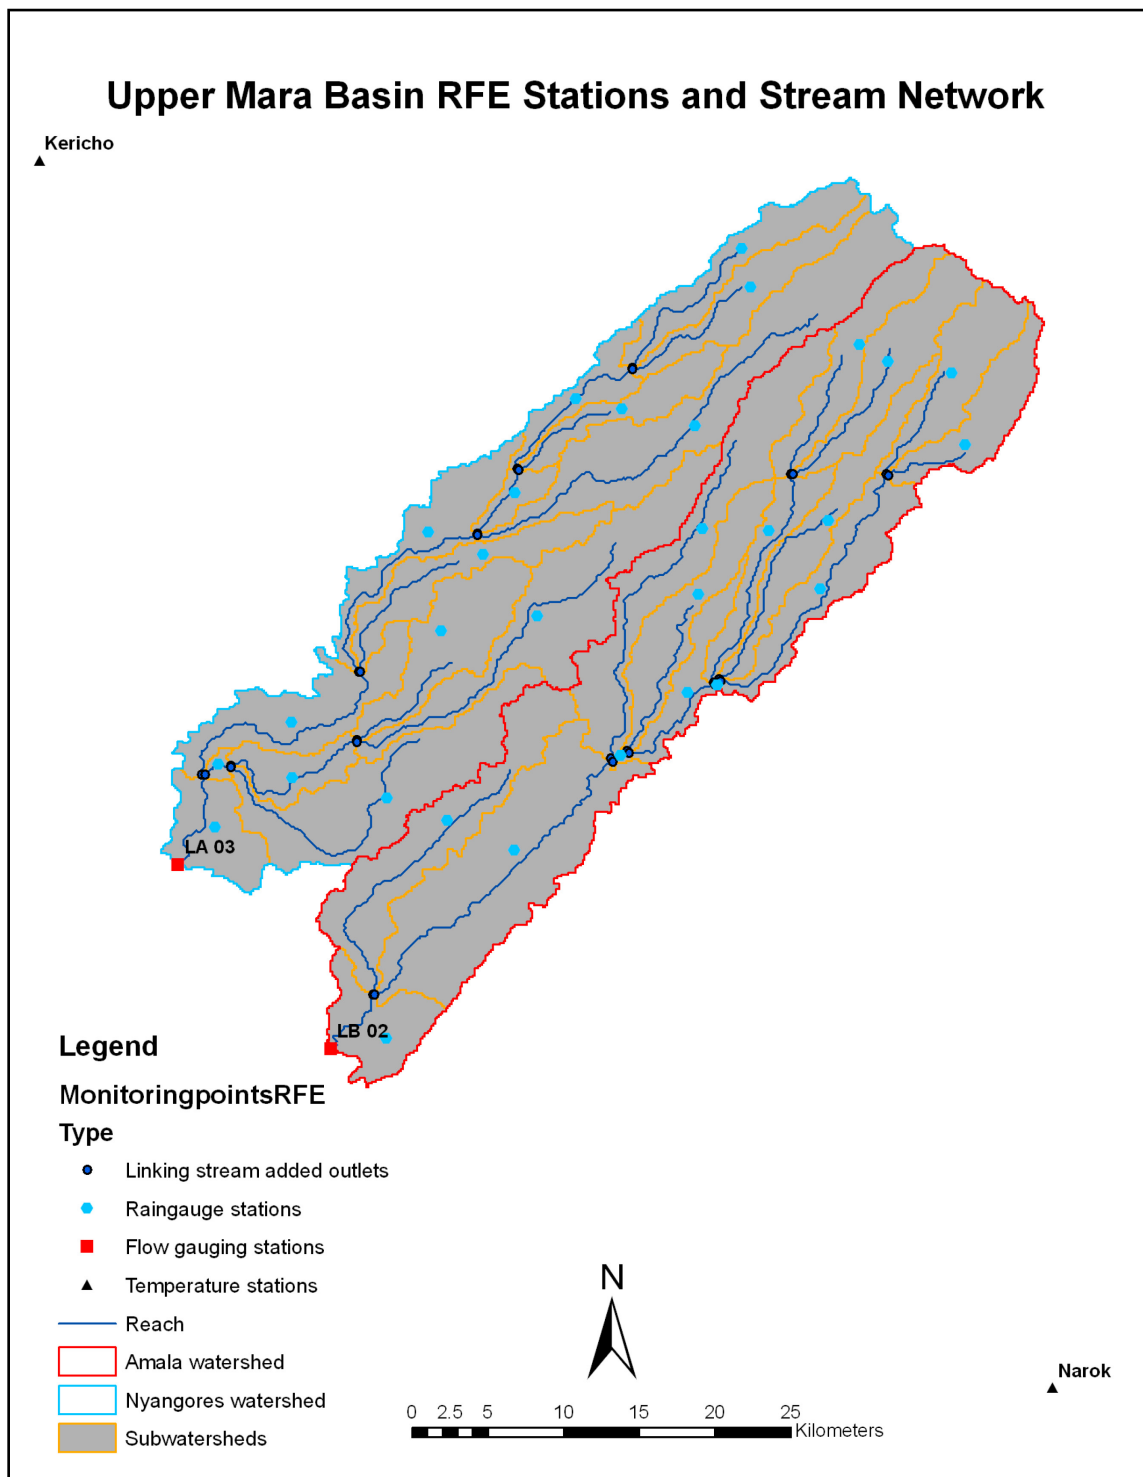 Upper Mara Basin RFE Stations and Stream Network
Kericho
LA 03
LB 02
Legend
MonitoringpointsRFE
Type
Linking stream added outlets
Raingauge stations
Flow gauging stations
Temperature stations
Reach
Amala watershed
Nyangores watershed
Subwatersheds
N
0 2.5 5 10 15 20 25
Kilometers
Narok